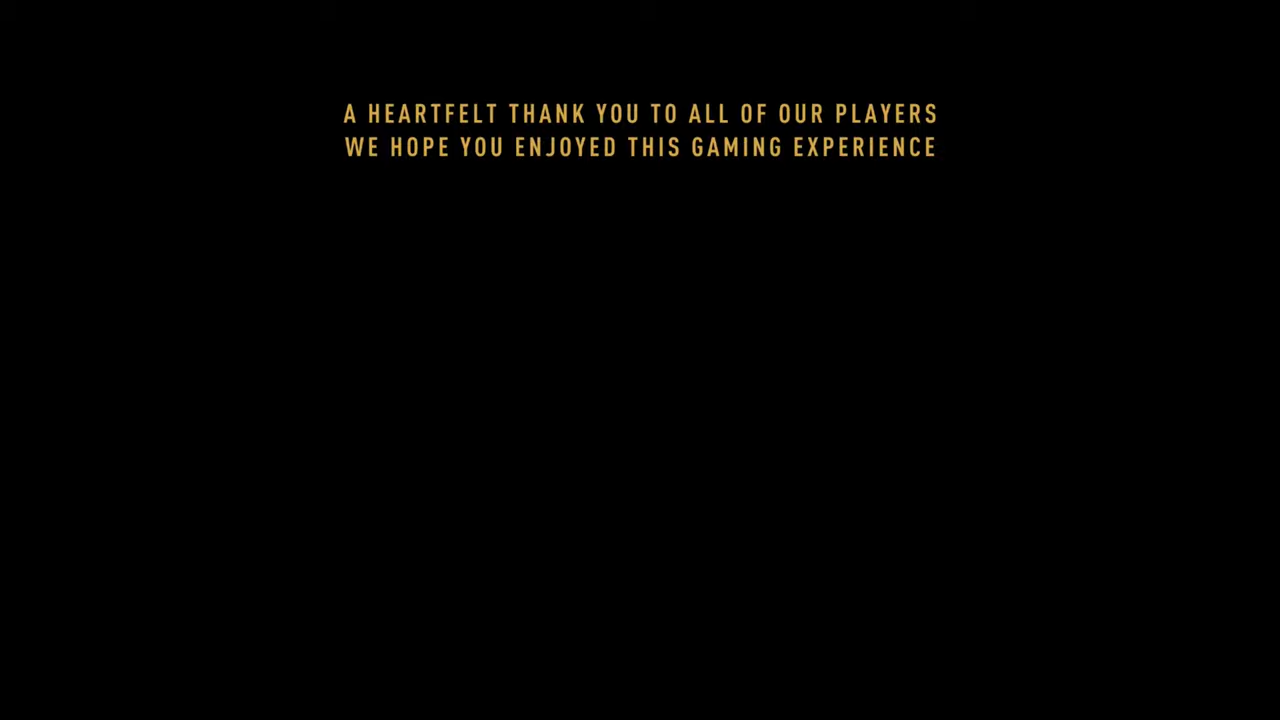 A HEARTFELT THANK YOU TO ALL OF OUR PLAYERS
WE HOPE YOU ENJOYED THIS GAMING EXPERIENCE